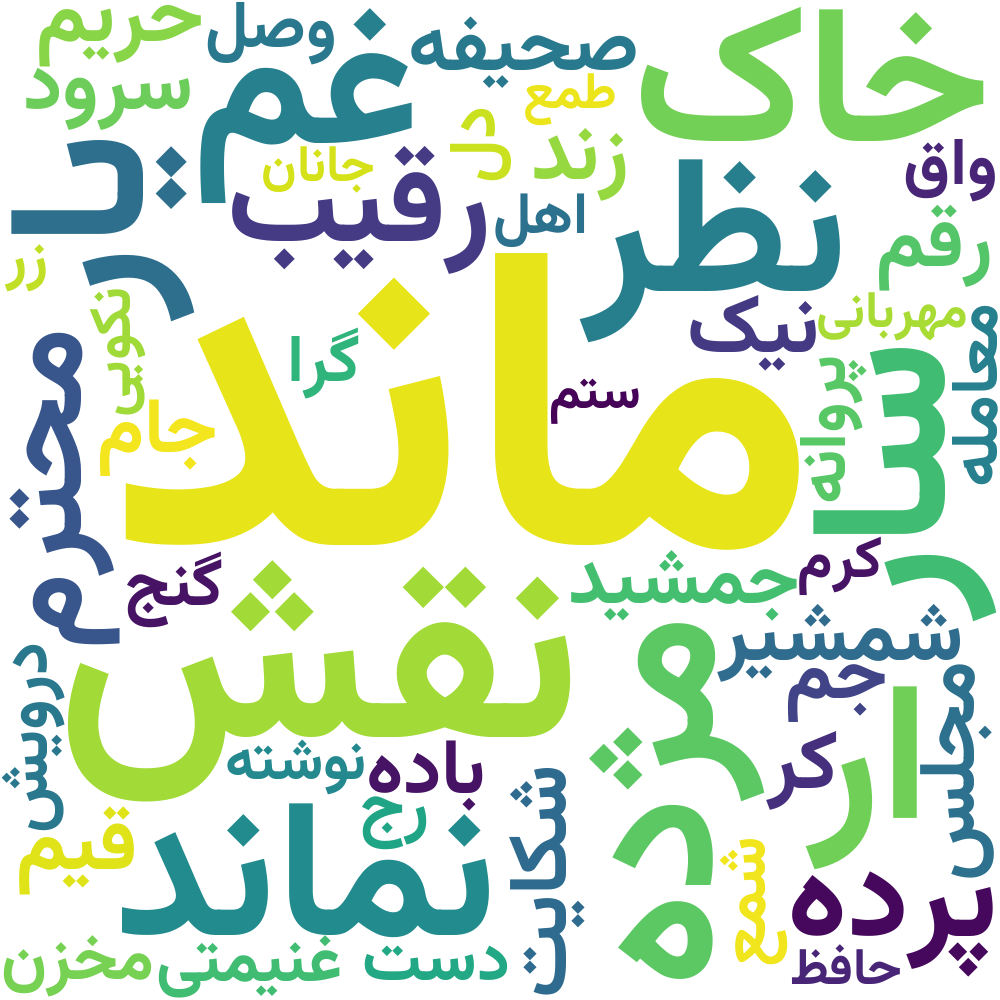 حریم
وصل
صحیفه
خاک
سرود
غم
طمع
یار
جانان
دل
زند
واق
رقیب
اهل
نظر
رقم
زر
ماند
نیک
مهربانی
نکویی
گرا
ستم
سار
پروانه
معامله
محترم
جام
گنج
جمشید
کرم
نقش
مژده
شمشیر
جم
درویش
نوشته
باده
کر
ار
مجلس
قیم
رج
نماند
شکایت
شمع
پرده
مخزن
غنیمتی
دست
حافظ